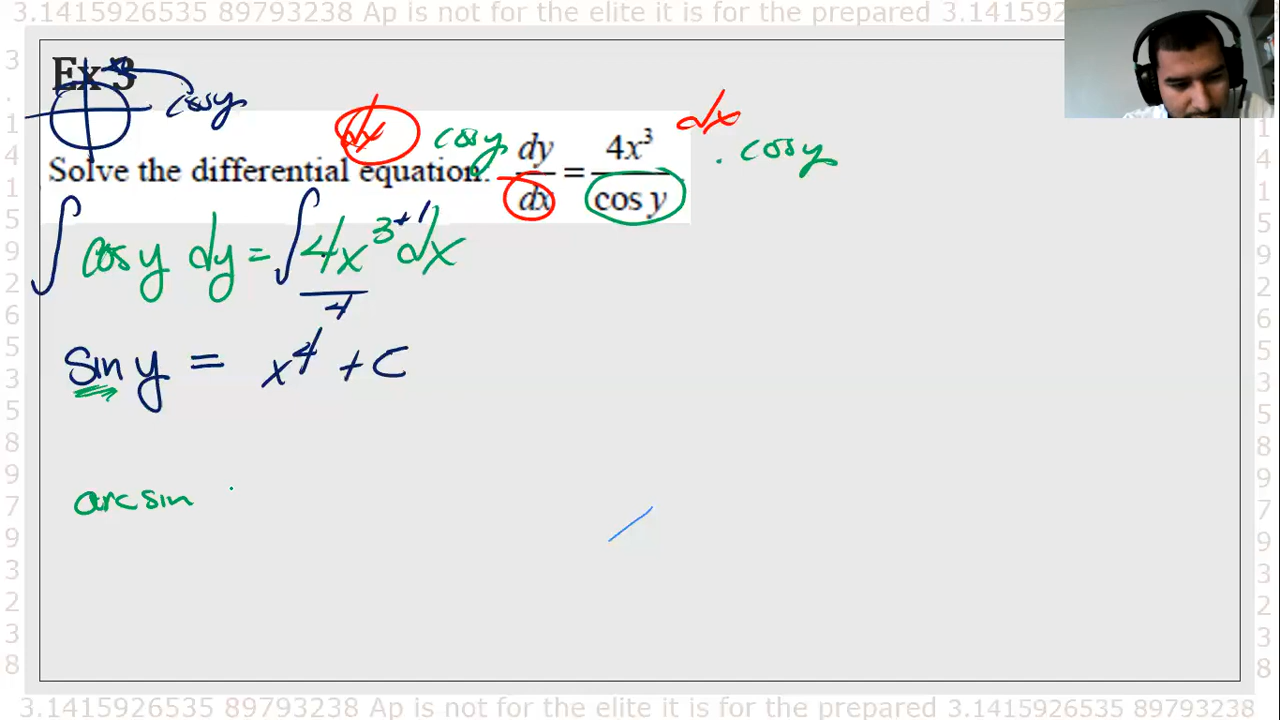 3.1415926535 89793238 Ap is not for the elite it is for the prepared 3.1415926535
Ex 3
cos y
dx
cos y
dx
Solve the differential equation. dy/dx = 4x³/cos y · cos y
∫ cos y dy = ∫ 4x³⁺¹/4 dx
sin y = x⁴ + C
arcsin
3.1415926535 89793238 Ap is not for the elite it is for the prepared 3.1415926535 89793238